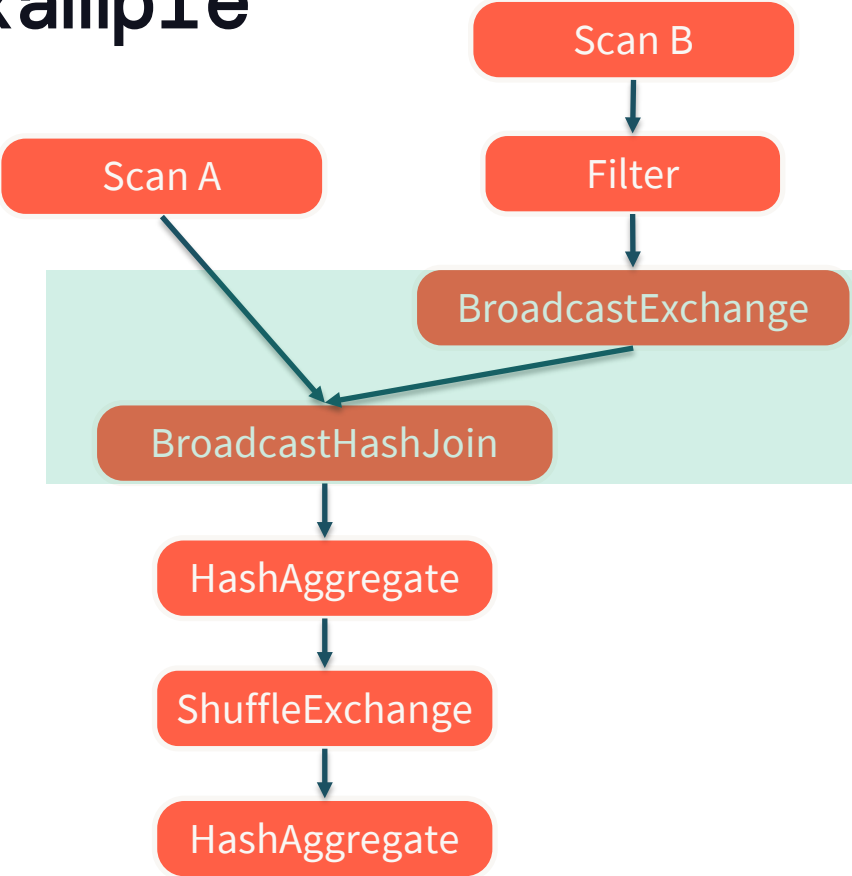 Scan B
Scan A
Filter
BroadcastExchange
BroadcastHashJoin
HashAggregate
ShuffleExchange
HashAggregate